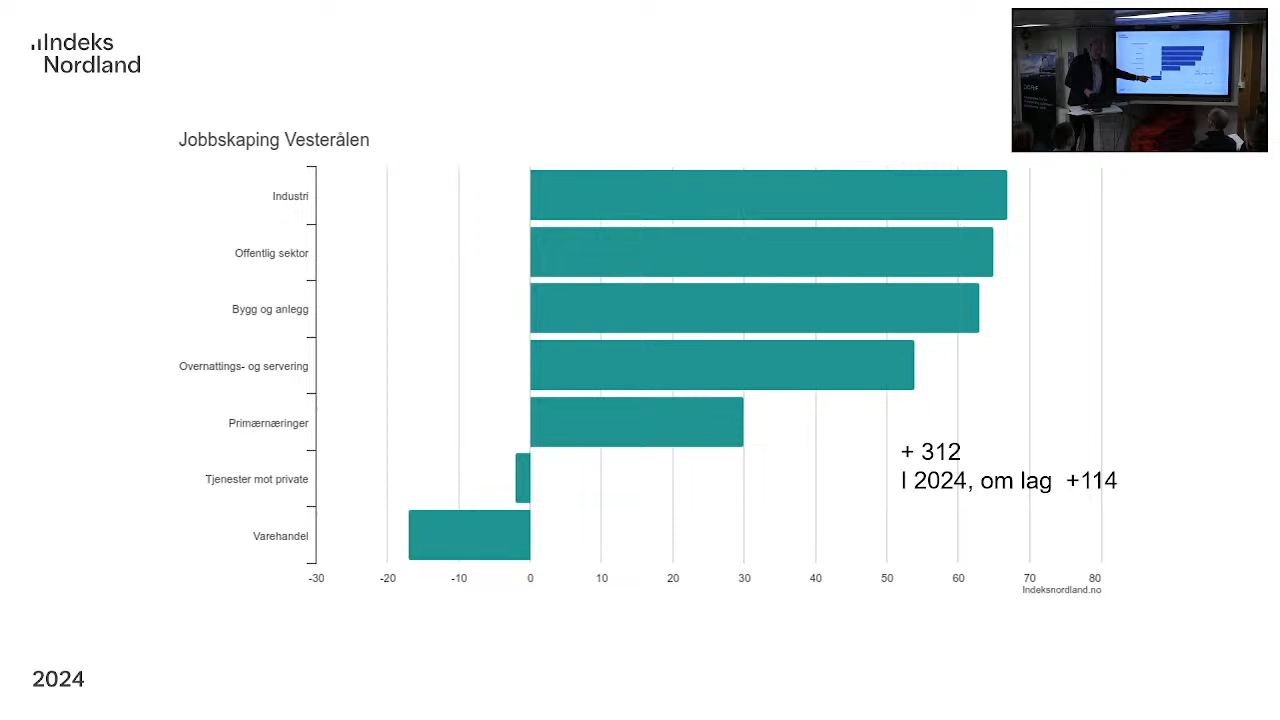 Indeks
Nordland
Jobbskaping Vesterålen
Industri
Offentlig sektor
Bygg og anlegg
Overnattings- og servering
Primærnæringer
Tjenester mot private
Varehandel
+ 312
I 2024, om lag +114
-30 -20 -10 0 10 20 30 40 50 60 70 80
Indeksnordland.no
2024